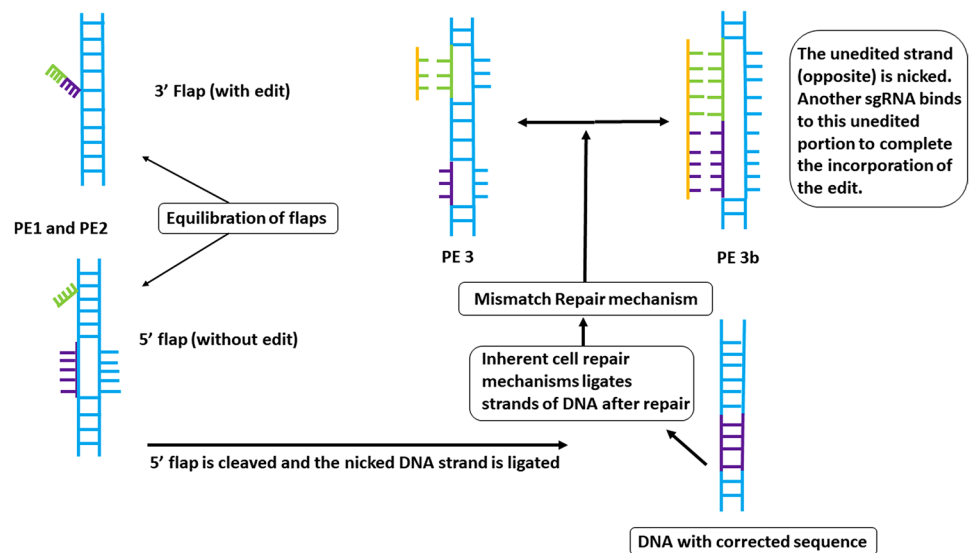 3’ Flap (with edit)
Equilibration of flaps
PE1 and PE2
5’ flap (without edit)
5’ flap is cleaved and the nicked DNA strand is ligated
PE 3
PE 3b
The unedited strand
(opposite) is nicked.
Another sgRNA binds
to this unedited
portion to complete
the incorporation of
the edit.
Mismatch Repair mechanism
Inherent cell repair
mechanisms ligates
strands of DNA after repair
DNA with corrected sequence